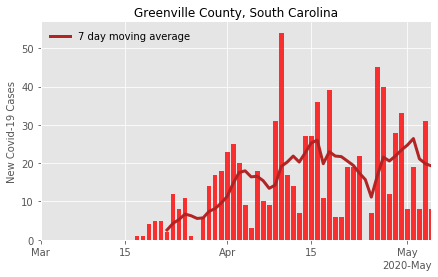 Greenville County, South Carolina
7 day moving average
New Covid-19 Cases
50
40
30
20
10
0
Mar
15
Apr
15
May
2020-May